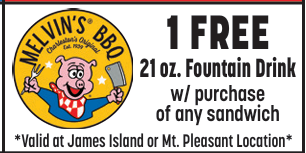 MELVIN'S® BBQ
Charleston's Original
Est. 1939
1 FREE
21 oz. Fountain Drink
w/ purchase
of any sandwich
*Valid at James Island or Mt. Pleasant Location*